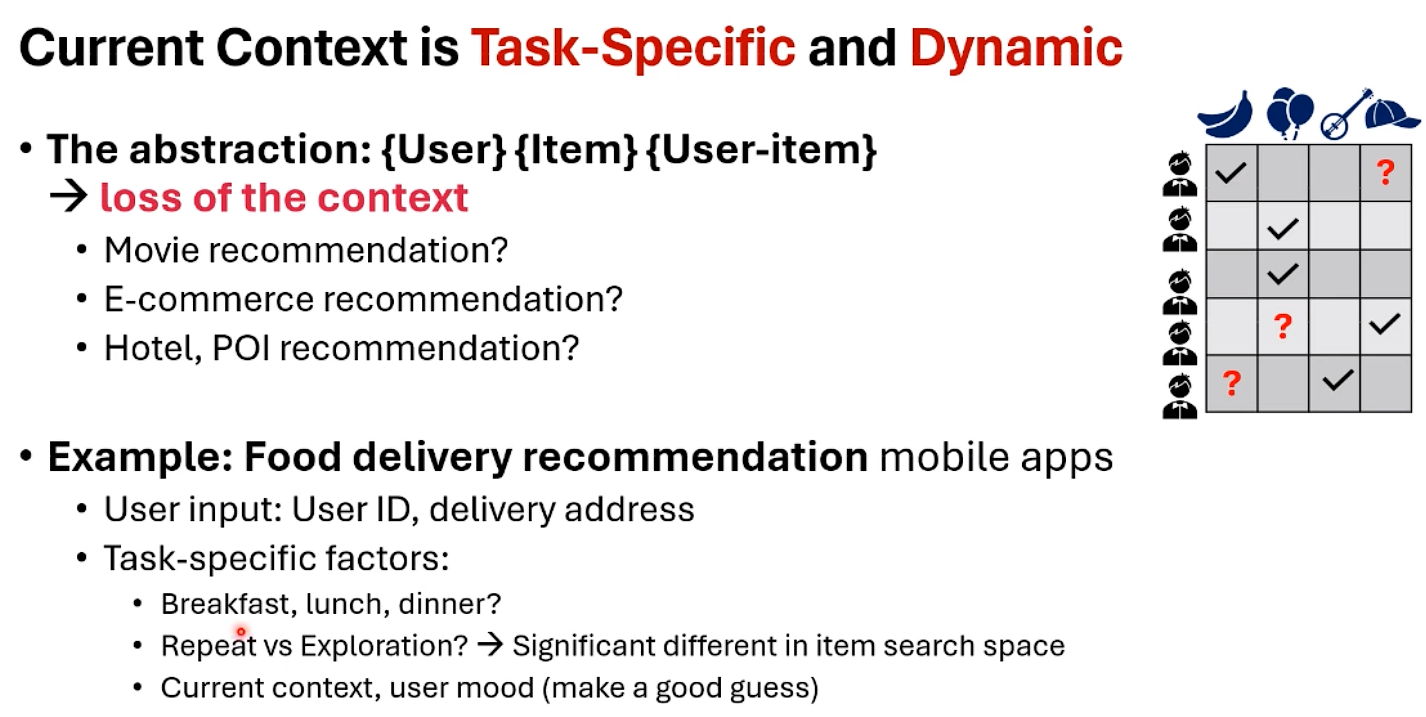 Current Context is Task-Specific and Dynamic
• The abstraction: {User} {Item} {User-item}
→ loss of the context
• Movie recommendation?
• E-commerce recommendation?
• Hotel, POI recommendation?
?
?
?
• Example: Food delivery recommendation mobile apps
• User input: User ID, delivery address
• Task-specific factors:
• Breakfast, lunch, dinner?
• Repeat vs Exploration? → Significant different in item search space
• Current context, user mood (make a good guess)